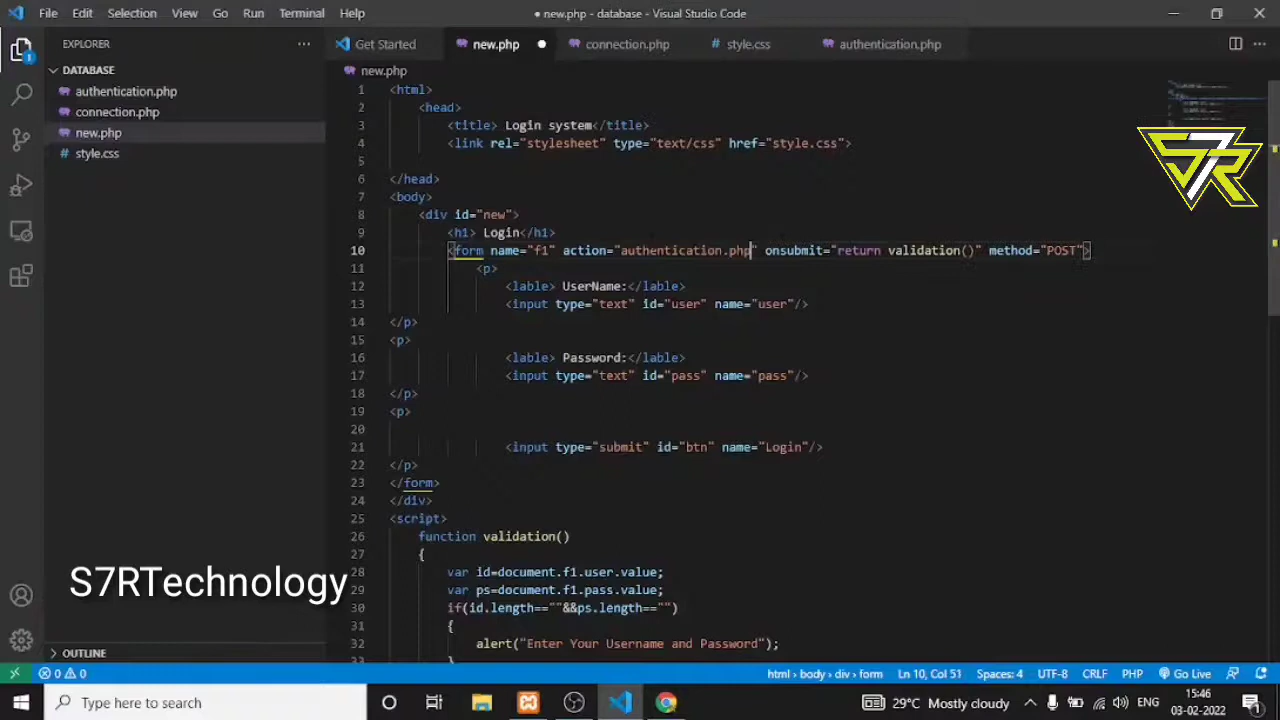 File Edit Selection View Go Run Terminal Help
● new.php - database - Visual Studio Code
EXPLORER
DATABASE
authentication.php
connection.php
new.php
style.css
OUTLINE
Get Started new.php connection.php style.css authentication.php
new.php
1 <html>
2 <head>
3 <title> Login system</title>
4 <link rel="stylesheet" type="text/css" href="style.css">
5
6 </head>
7 <body>
8 <div id="new">
9 <h1> Login</h1>
10 <form name="f1" action="authentication.php" onsubmit="return validation()" method="POST">
11 <p>
12 <lable> UserName:</lable>
13 <input type="text" id="user" name="user"/>
14 </p>
15 <p>
16 <lable> Password:</lable>
17 <input type="text" id="pass" name="pass"/>
18 </p>
19 <p>
20
21 <input type="submit" id="btn" name="Login"/>
22 </p>
23 </form>
24 </div>
25 <script>
26 function validation()
27 {
28 var id=document.f1.user.value;
29 var ps=document.f1.pass.value;
30 if(id.length==""&&ps.length=="")
31 {
32 alert("Enter Your Username and Password");
33 }
S7R
S7RTechnology
0 0
html › body › div › form Ln 10, Col 51 Spaces: 4 UTF-8 CRLF PHP Go Live
Type here to search
29°C Mostly cloudy ENG
15:46
03-02-2022
1